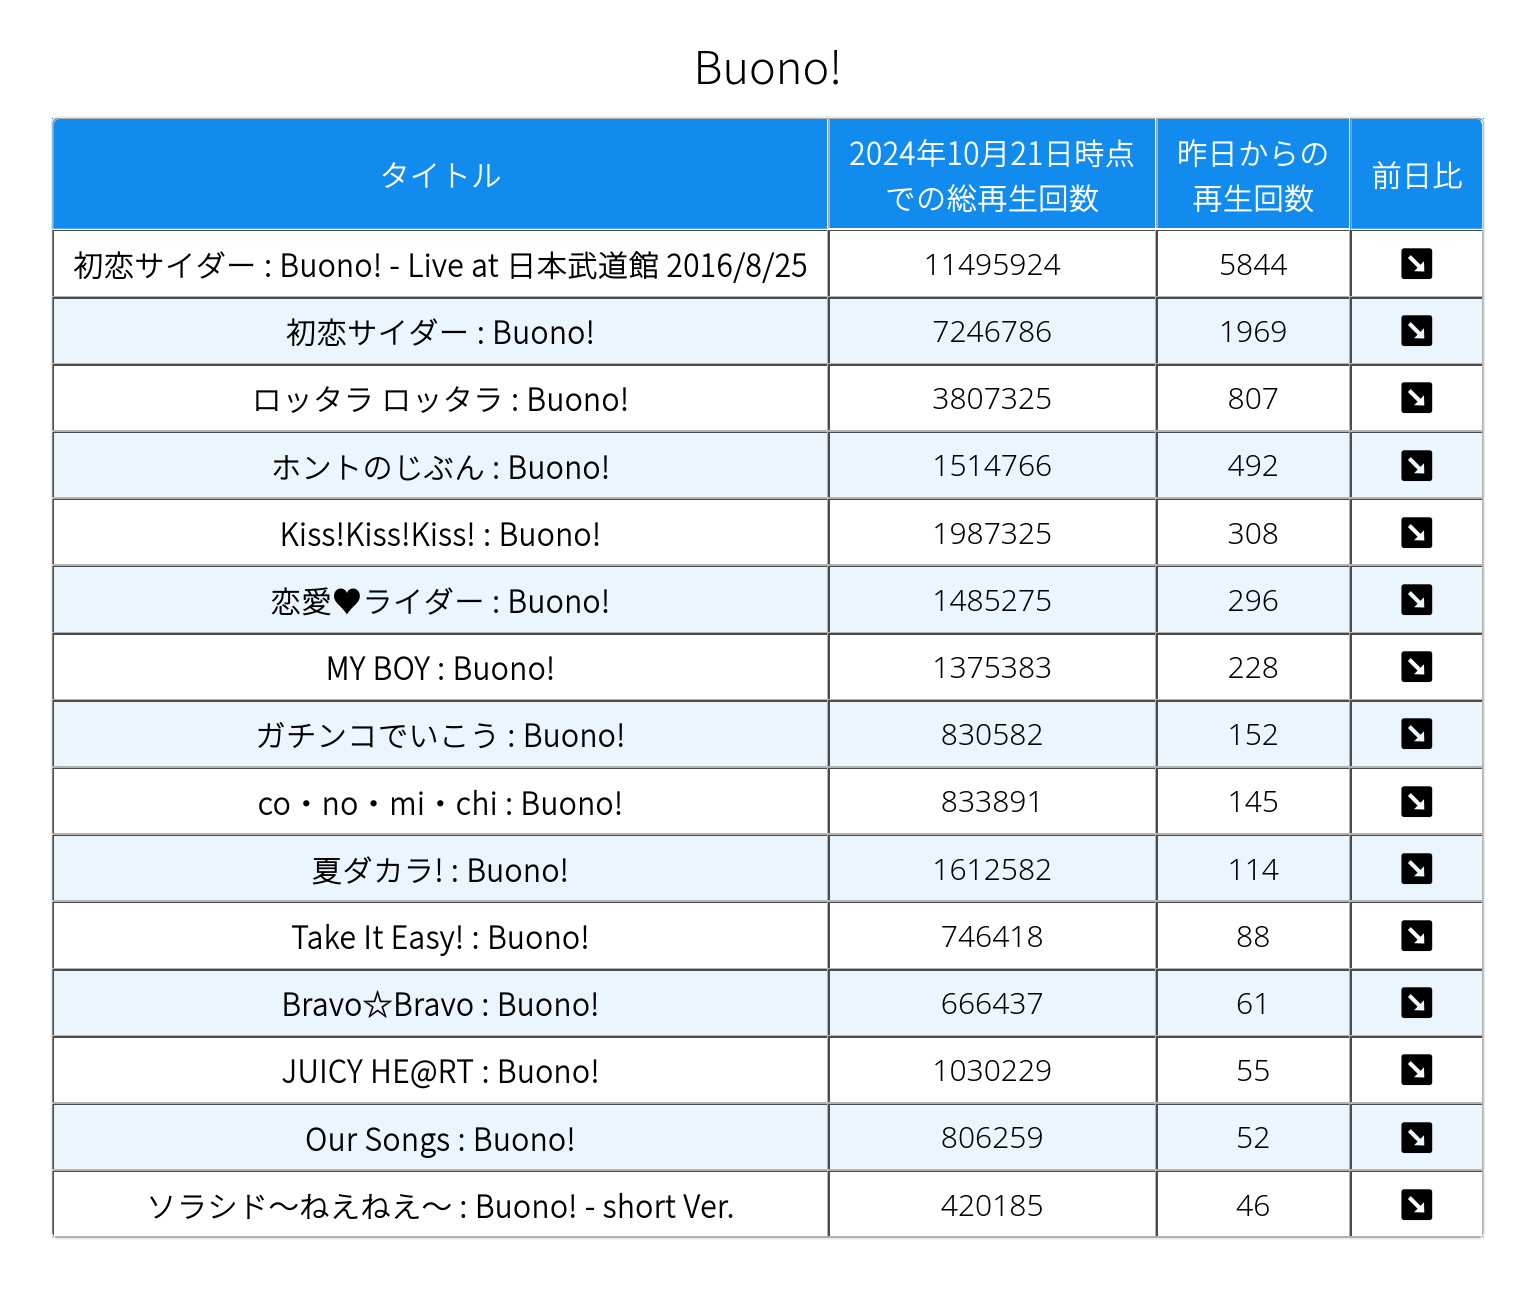 Buono!
タイトル 2024年10月21日時点 昨日からの 前日比
での総再生回数 再生回数
初恋サイダー : Buono! - Live at 日本武道館 2016/8/25 11495924 5844
初恋サイダー : Buono! 7246786 1969
ロッタラ ロッタラ : Buono! 3807325 807
ホントのじぶん : Buono! 1514766 492
Kiss!Kiss!Kiss! : Buono! 1987325 308
恋愛♥ライダー : Buono! 1485275 296
MY BOY : Buono! 1375383 228
ガチンコでいこう : Buono! 830582 152
co・no・mi・chi : Buono! 833891 145
夏ダカラ! : Buono! 1612582 114
Take It Easy! : Buono! 746418 88
Bravo☆Bravo : Buono! 666437 61
JUICY HE@RT : Buono! 1030229 55
Our Songs : Buono! 806259 52
ソラシド〜ねえねえ〜 : Buono! - short Ver. 420185 46